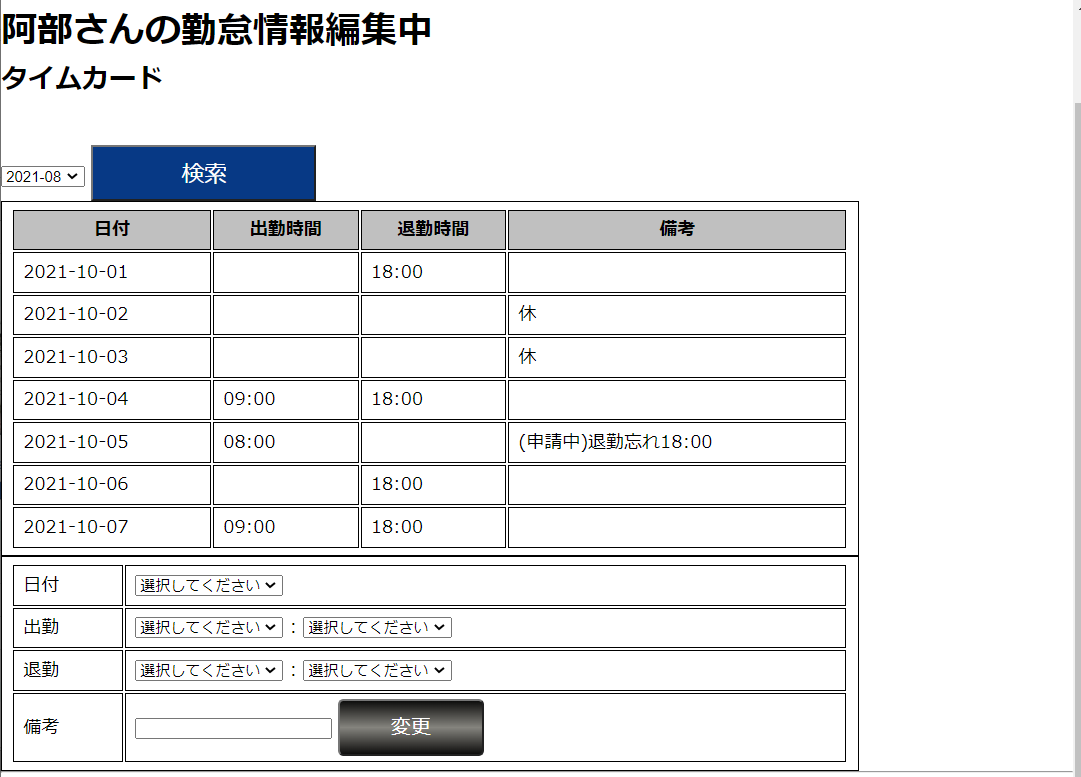 阿部さんの勤怠情報編集中
タイムカード
2021-08 検索
日付 出勤時間 退勤時間 備考
2021-10-01 18:00
2021-10-02 休
2021-10-03 休
2021-10-04 09:00 18:00
2021-10-05 08:00 (申請中)退勤忘れ18:00
2021-10-06 18:00
2021-10-07 09:00 18:00
日付 選択してください
出勤 選択してください : 選択してください
退勤 選択してください : 選択してください
備考 変更